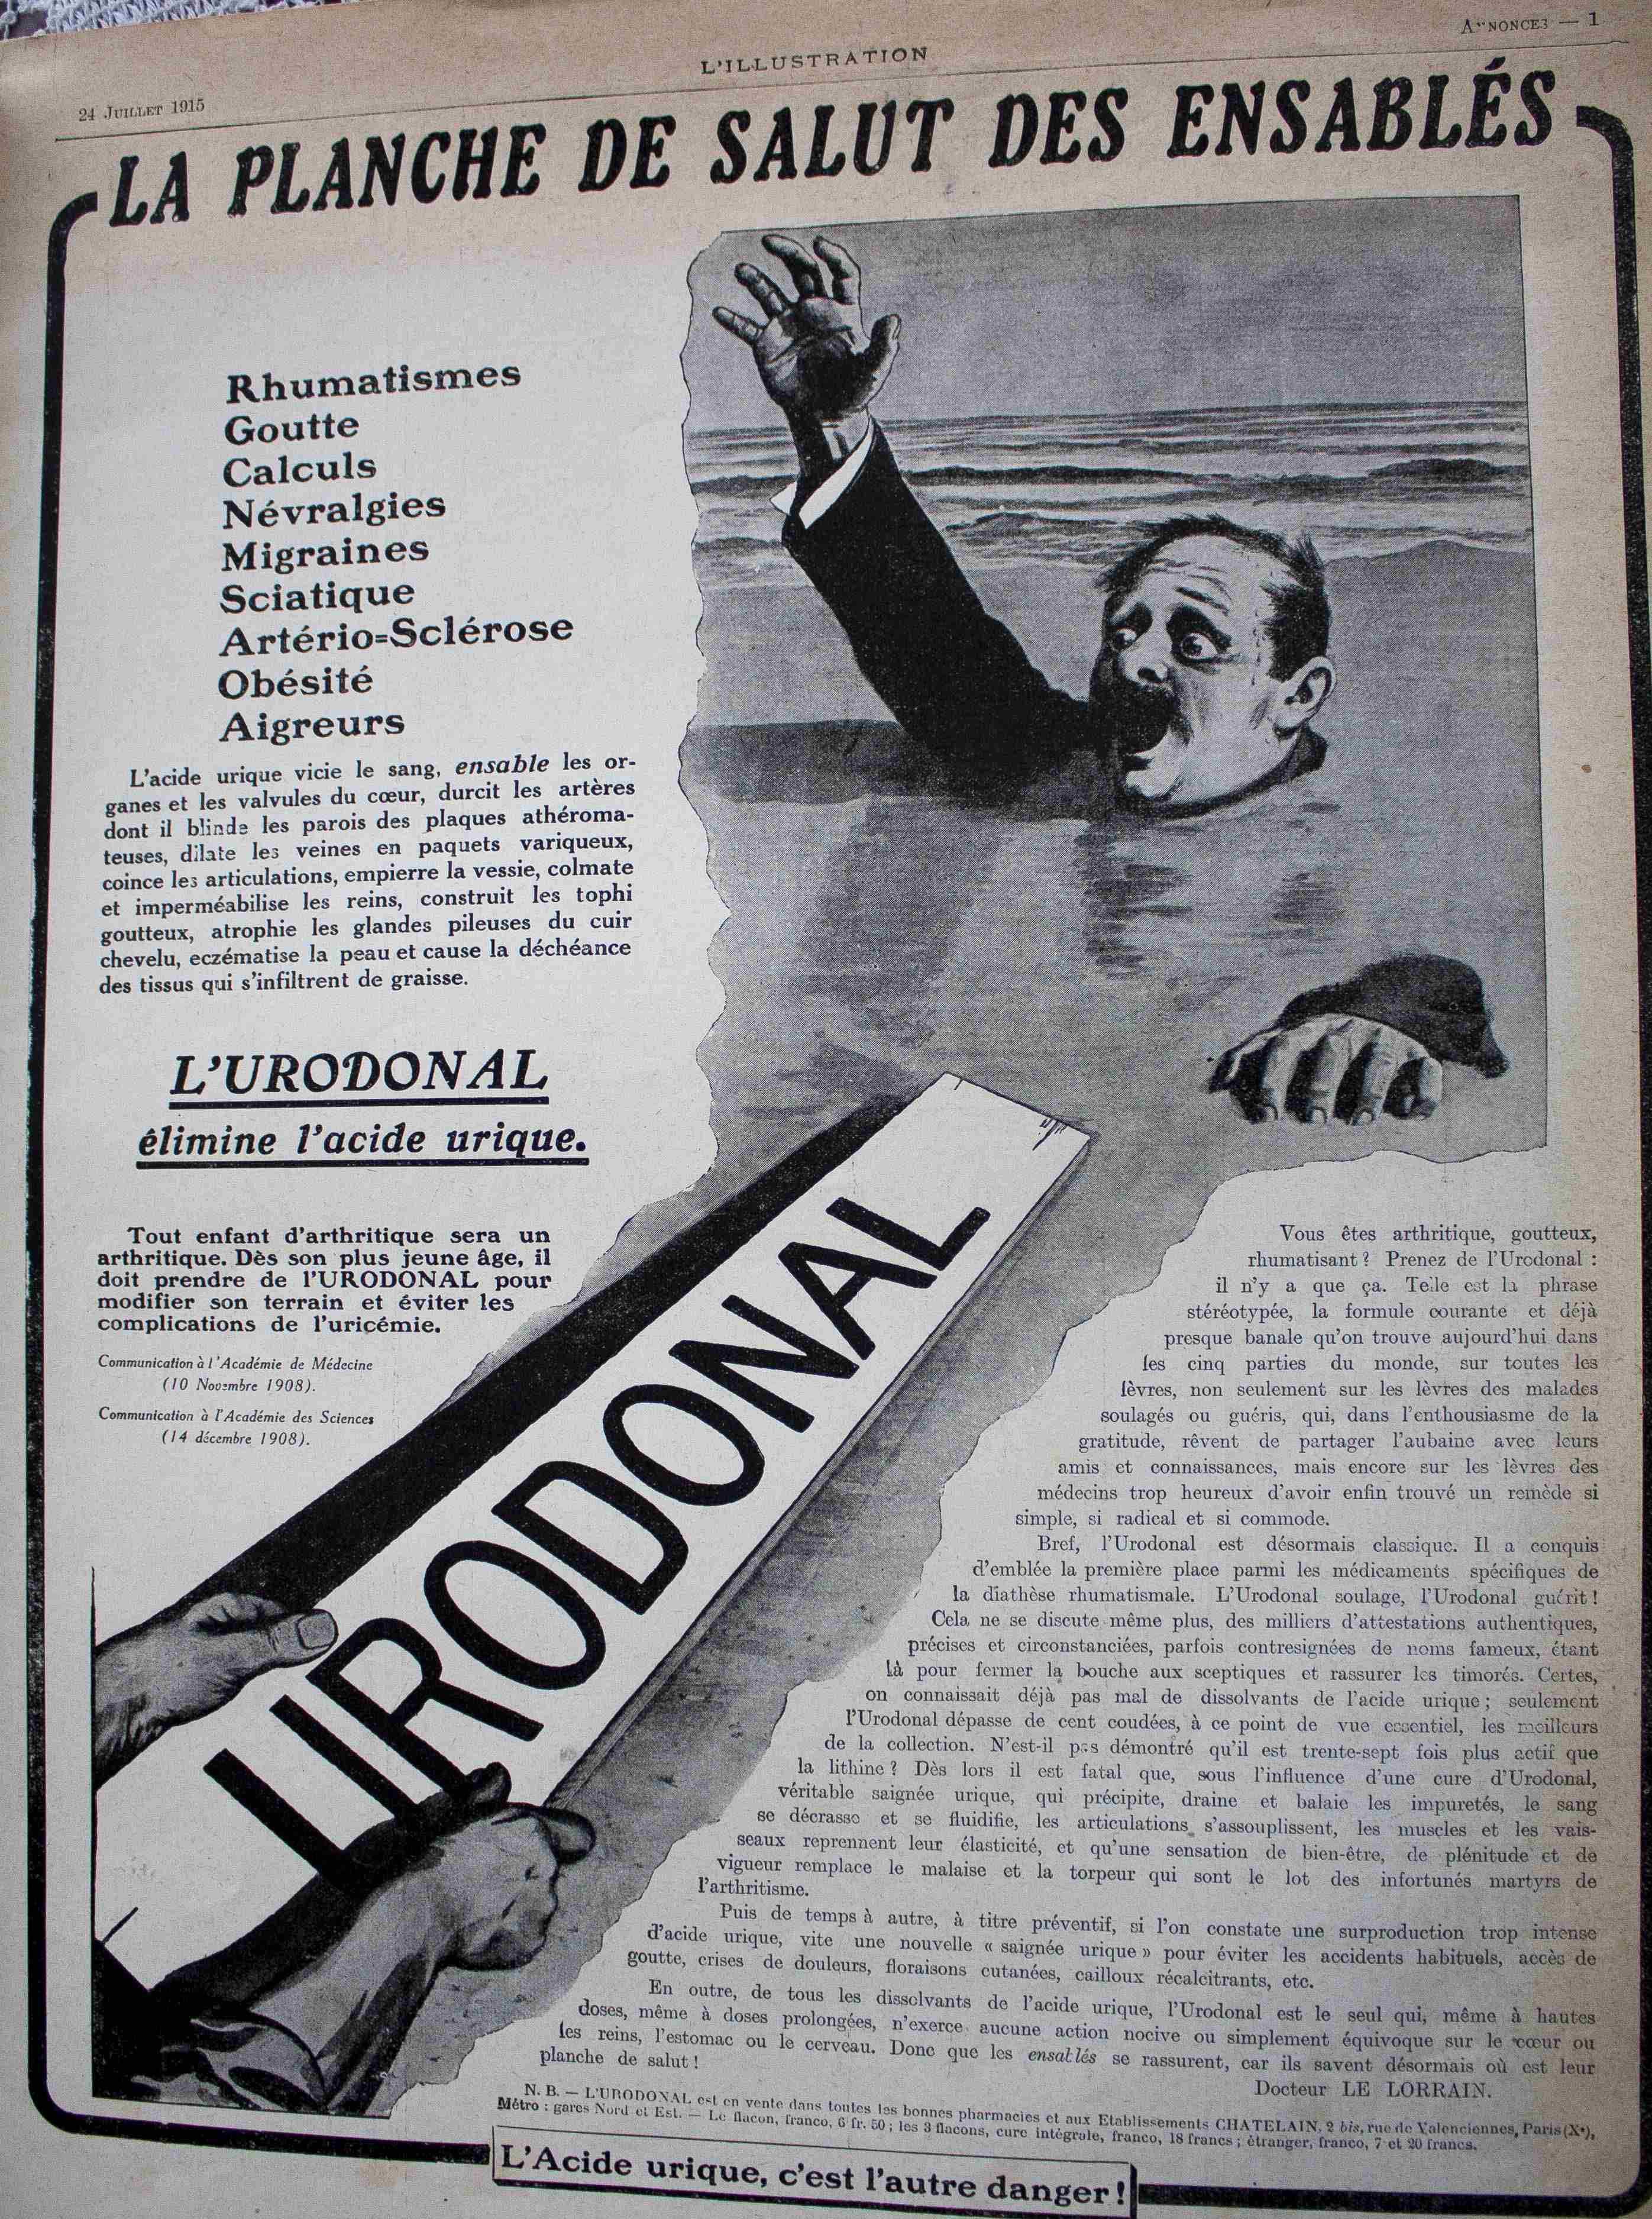 24 JUILLET 1915
L'ILLUSTRATION
ANNONCES — 1
LA PLANCHE DE SALUT DES ENSABLÉS
Rhumatismes
Goutte
Calculs
Névralgies
Migraines
Sciatique
Artério=Sclérose
Obésité
Aigreurs
L'acide urique vicie le sang, ensable les or-
ganes et les valvules du cœur, durcit les artères
dont il blinde les parois des plaques athéroma-
teuses, dilate les veines en paquets variqueux,
coince les articulations, empierre la vessie, colmate
et imperméabilise les reins, construit les tophi
goutteux, atrophie les glandes pileuses du cuir
chevelu, eczématise la peau et cause la déchéance
des tissus qui s'infiltrent de graisse.
L'URODONAL
élimine l'acide urique.
Tout enfant d'arthritique sera un
arthritique. Dès son plus jeune âge, il
doit prendre de l'URODONAL pour
modifier son terrain et éviter les
complications de l'uricémie.
Communication à l'Académie de Médecine
(10 Novembre 1908).
Communication à l'Académie des Sciences
(14 décembre 1908).
URODONAL
Vous êtes arthritique, goutteux,
rhumatisant ? Prenez de l'Urodonal :
il n'y a que ça. Telle est la phrase
stéréotypée, la formule courante et déjà
presque banale qu'on trouve aujourd'hui dans
les cinq parties du monde, sur toutes les
lèvres, non seulement sur les lèvres des malades
soulagés ou guéris, qui, dans l'enthousiasme de la
gratitude, rêvent de partager l'aubaine avec leurs
amis et connaissances, mais encore sur les lèvres des
médecins trop heureux d'avoir enfin trouvé un remède si
simple, si radical et si commode.
Bref, l'Urodonal est désormais classique. Il a conquis
d'emblée la première place parmi les médicaments spécifiques de
la diathèse rhumatismale. L'Urodonal soulage, l'Urodonal guérit !
Cela ne se discute même plus, des milliers d'attestations authentiques,
précises et circonstanciées, parfois contresignées de noms fameux, étant
là pour fermer la bouche aux sceptiques et rassurer les timorés. Certes,
on connaissait déjà pas mal de dissolvants de l'acide urique ; seulement
l'Urodonal dépasse de cent coudées, à ce point de vue essentiel, les meilleurs
de la collection. N'est-il pas démontré qu'il est trente-sept fois plus actif que
la lithine ? Dès lors il est fatal que, sous l'influence d'une cure d'Urodonal,
véritable saignée urique, qui précipite, draine et balaie les impuretés, le sang
se décrasse et se fluidifie, les articulations s'assouplissent, les muscles et les vais-
seaux reprennent leur élasticité, et qu'une sensation de bien-être, de plénitude et de
vigueur remplace le malaise et la torpeur qui sont le lot des infortunés martyrs de
l'arthritisme.
Puis de temps à autre, à titre préventif, si l'on constate une surproduction trop intense
d'acide urique, vite une nouvelle « saignée urique » pour éviter les accidents habituels, accès de
goutte, crises de douleurs, floraisons cutanées, cailloux récalcitrants, etc.
En outre, de tous les dissolvants de l'acide urique, l'Urodonal est le seul qui, même à hautes
doses, même à doses prolongées, n'exerce aucune action nocive ou simplement équivoque sur le cœur ou
les reins, l'estomac ou le cerveau. Donc que les ensablés se rassurent, car ils savent désormais où est leur
planche de salut !
Docteur LE LORRAIN.
N. B. — L'URODONAL est en vente dans toutes les bonnes pharmacies et aux Etablissements CHATELAIN, 2 bis, rue de Valenciennes, Paris (Xe),
Métro : gares Nord et Est. — Le flacon, franco, 6 fr. 50 ; les 3 flacons, cure intégrale, franco, 18 francs ; étranger, franco, 7 et 20 francs.
L'Acide urique, c'est l'autre danger !